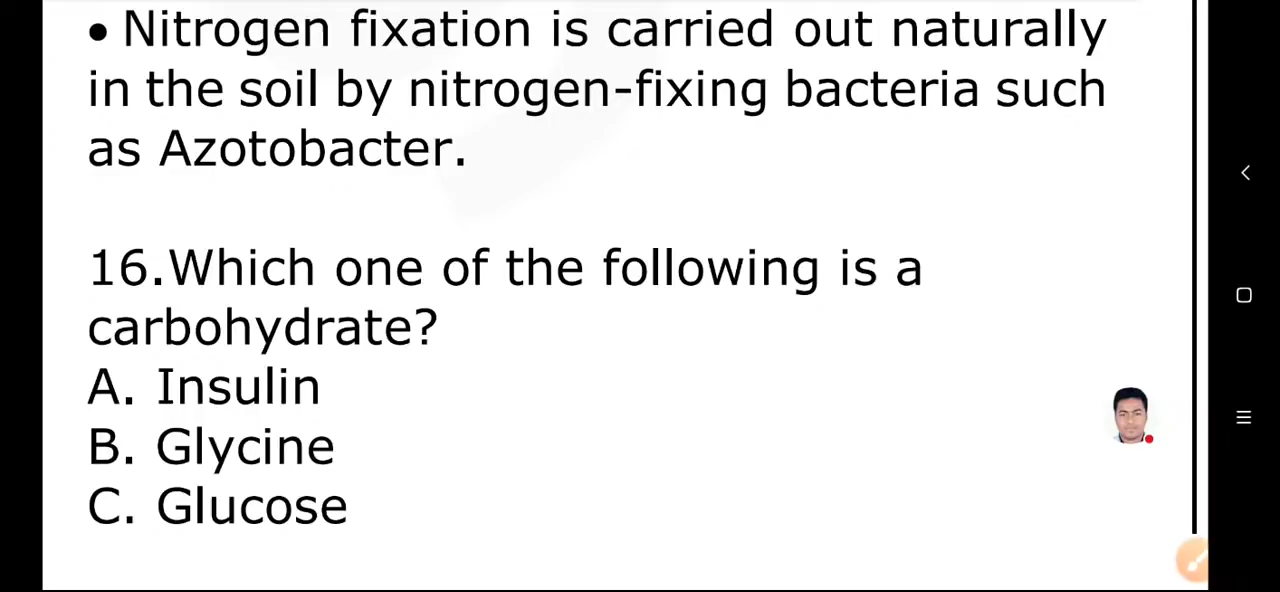 • Nitrogen fixation is carried out naturally
in the soil by nitrogen-fixing bacteria such
as Azotobacter.
16.Which one of the following is a
carbohydrate?
A. Insulin
B. Glycine
C. Glucose